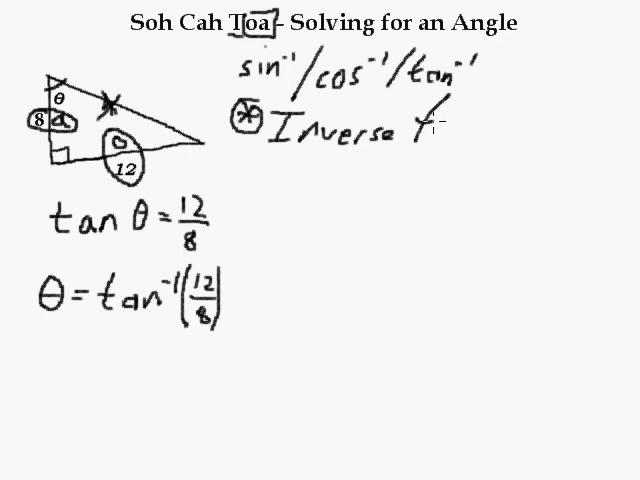 Soh Cah Toa - Solving for an Angle
sin⁻¹/cos⁻¹/tan⁻¹
* Inverse f
θ
8 a
o
12
tan θ = 12/8
θ = tan⁻¹(12/8)